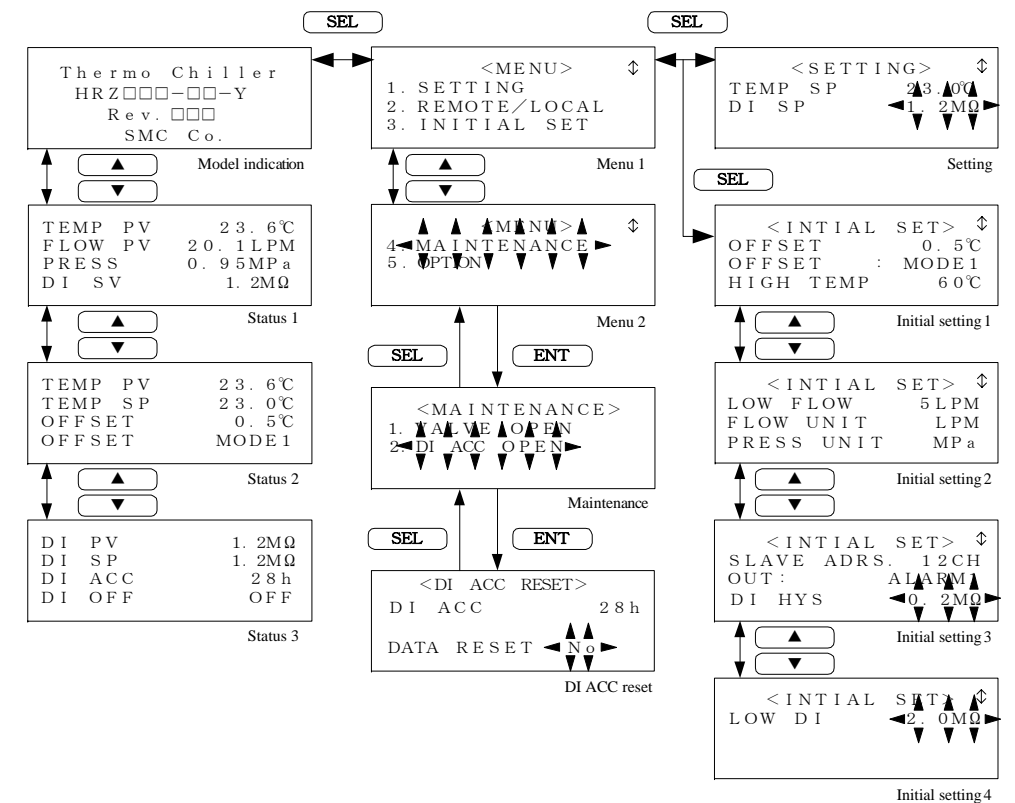 SEL
SEL
Thermo Chiller
HRZ□□□-□□-Y
Rev. □□□
SMC Co.
Model indication
▲
▼
TEMP PV 23.6℃
FLOW PV 20.1LPM
PRESS 0.95MPa
DI SV 1.2MΩ
Status 1
▲
▼
TEMP PV 23.6℃
TEMP SP 23.0℃
OFFSET 0.5℃
OFFSET MODE1
Status 2
▲
▼
DI PV 1.2MΩ
DI SP 1.2MΩ
DI ACC 28h
DI OFF OFF
Status 3
<MENU>
1. SETTING
2. REMOTE/LOCAL
3. INITIAL SET
Menu 1
▲
▼
<MENU>
4. MAINTENANCE
5. OPTION
Menu 2
SEL
ENT
<MAINTENANCE>
1. VALVE OPEN
2. DI ACC OPEN
Maintenance
SEL
ENT
<DI ACC RESET>
DI ACC 28h
DATA RESET No
DI ACC reset
<SETTING>
TEMP SP 23.0℃
DI SP 1.2MΩ
Setting
SEL
<INTIAL SET>
OFFSET 0.5℃
OFFSET : MODE1
HIGH TEMP 60℃
Initial setting 1
▲
▼
<INTIAL SET>
LOW FLOW 5LPM
FLOW UNIT LPM
PRESS UNIT MPa
Initial setting 2
▲
▼
<INTIAL SET>
SLAVE ADRS. 12CH
OUT: ALARM1
DI HYS 0.2MΩ
Initial setting 3
▲
▼
<INTIAL SET>
LOW DI 2.0MΩ
Initial setting 4